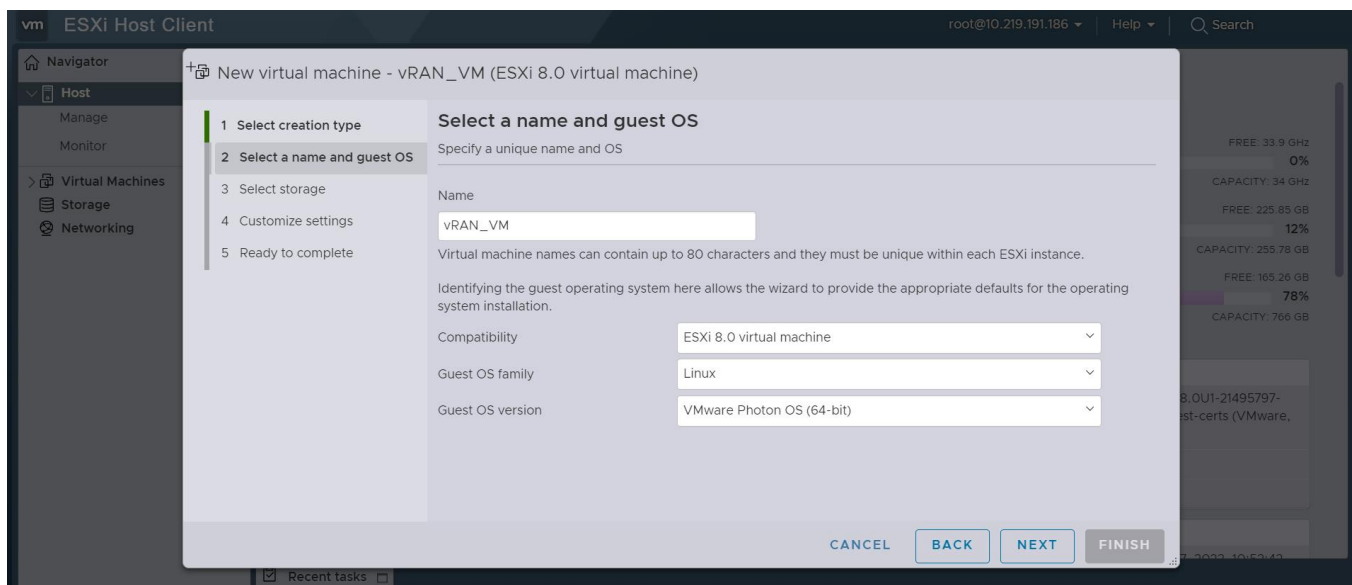 vm ESXi Host Client
root@10.219.191.186 Help Search
Navigator
Host
Manage
Monitor
Virtual Machines
Storage
Networking
New virtual machine - vRAN_VM (ESXi 8.0 virtual machine)
1 Select creation type
2 Select a name and guest OS
3 Select storage
4 Customize settings
5 Ready to complete
Select a name and guest OS
Specify a unique name and OS
Name
vRAN_VM
Virtual machine names can contain up to 80 characters and they must be unique within each ESXi instance.
Identifying the guest operating system here allows the wizard to provide the appropriate defaults for the operating
system installation.
Compatibility ESXi 8.0 virtual machine
Guest OS family Linux
Guest OS version VMware Photon OS (64-bit)
CANCEL BACK NEXT FINISH
FREE: 33.9 GHz
0%
CAPACITY: 34 GHz
FREE: 225.85 GB
12%
CAPACITY: 255.78 GB
FREE: 165.26 GB
78%
CAPACITY: 766 GB
8.0U1-21495797-
est-certs (VMware,
Recent tasks